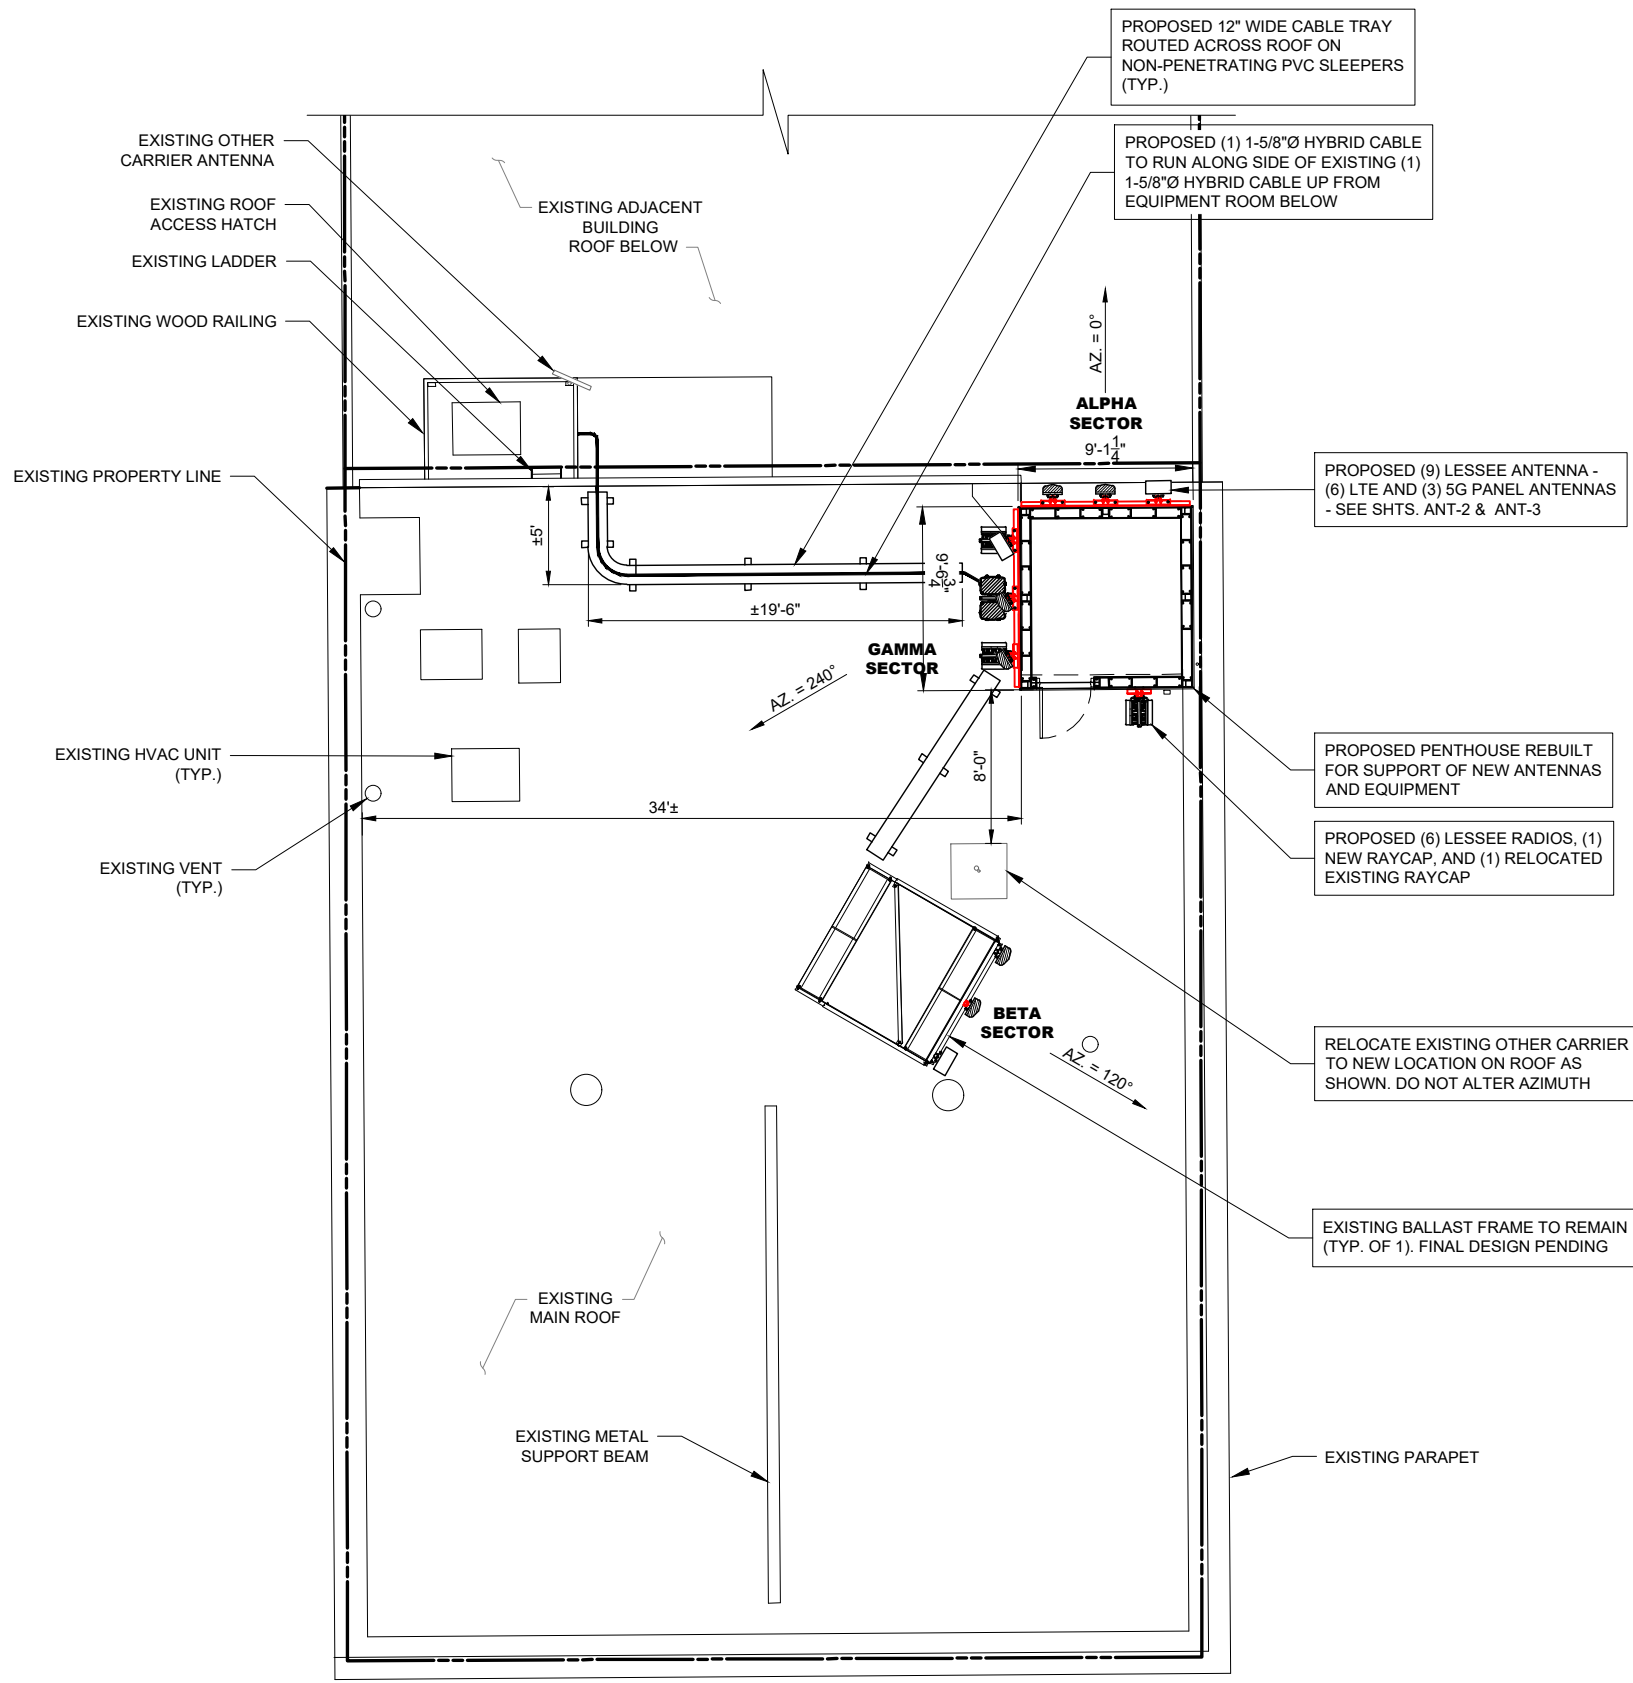 PROPOSED 12" WIDE CABLE TRAY
ROUTED ACROSS ROOF ON
NON-PENETRATING PVC SLEEPERS
(TYP.)
PROPOSED (1) 1-5/8"Ø HYBRID CABLE
TO RUN ALONG SIDE OF EXISTING (1)
1-5/8"Ø HYBRID CABLE UP FROM
EQUIPMENT ROOM BELOW
EXISTING OTHER
CARRIER ANTENNA
EXISTING ROOF
ACCESS HATCH
EXISTING LADDER
EXISTING WOOD RAILING
EXISTING PROPERTY LINE
EXISTING ADJACENT
BUILDING
ROOF BELOW
AZ. = 0°
ALPHA
SECTOR
9'-1 1/4"
PROPOSED (9) LESSEE ANTENNA -
(6) LTE AND (3) 5G PANEL ANTENNAS
- SEE SHTS. ANT-2 & ANT-3
±5'
9'-6 3/4"
±19'-6"
GAMMA
SECTOR
AZ. = 240°
8'-0"
34'±
EXISTING HVAC UNIT
(TYP.)
EXISTING VENT
(TYP.)
PROPOSED PENTHOUSE REBUILT
FOR SUPPORT OF NEW ANTENNAS
AND EQUIPMENT
PROPOSED (6) LESSEE RADIOS, (1)
NEW RAYCAP, AND (1) RELOCATED
EXISTING RAYCAP
BETA
SECTOR
AZ. = 120°
RELOCATE EXISTING OTHER CARRIER
TO NEW LOCATION ON ROOF AS
SHOWN. DO NOT ALTER AZIMUTH
EXISTING BALLAST FRAME TO REMAIN
(TYP. OF 1). FINAL DESIGN PENDING
EXISTING
MAIN ROOF
EXISTING METAL
SUPPORT BEAM
EXISTING PARAPET